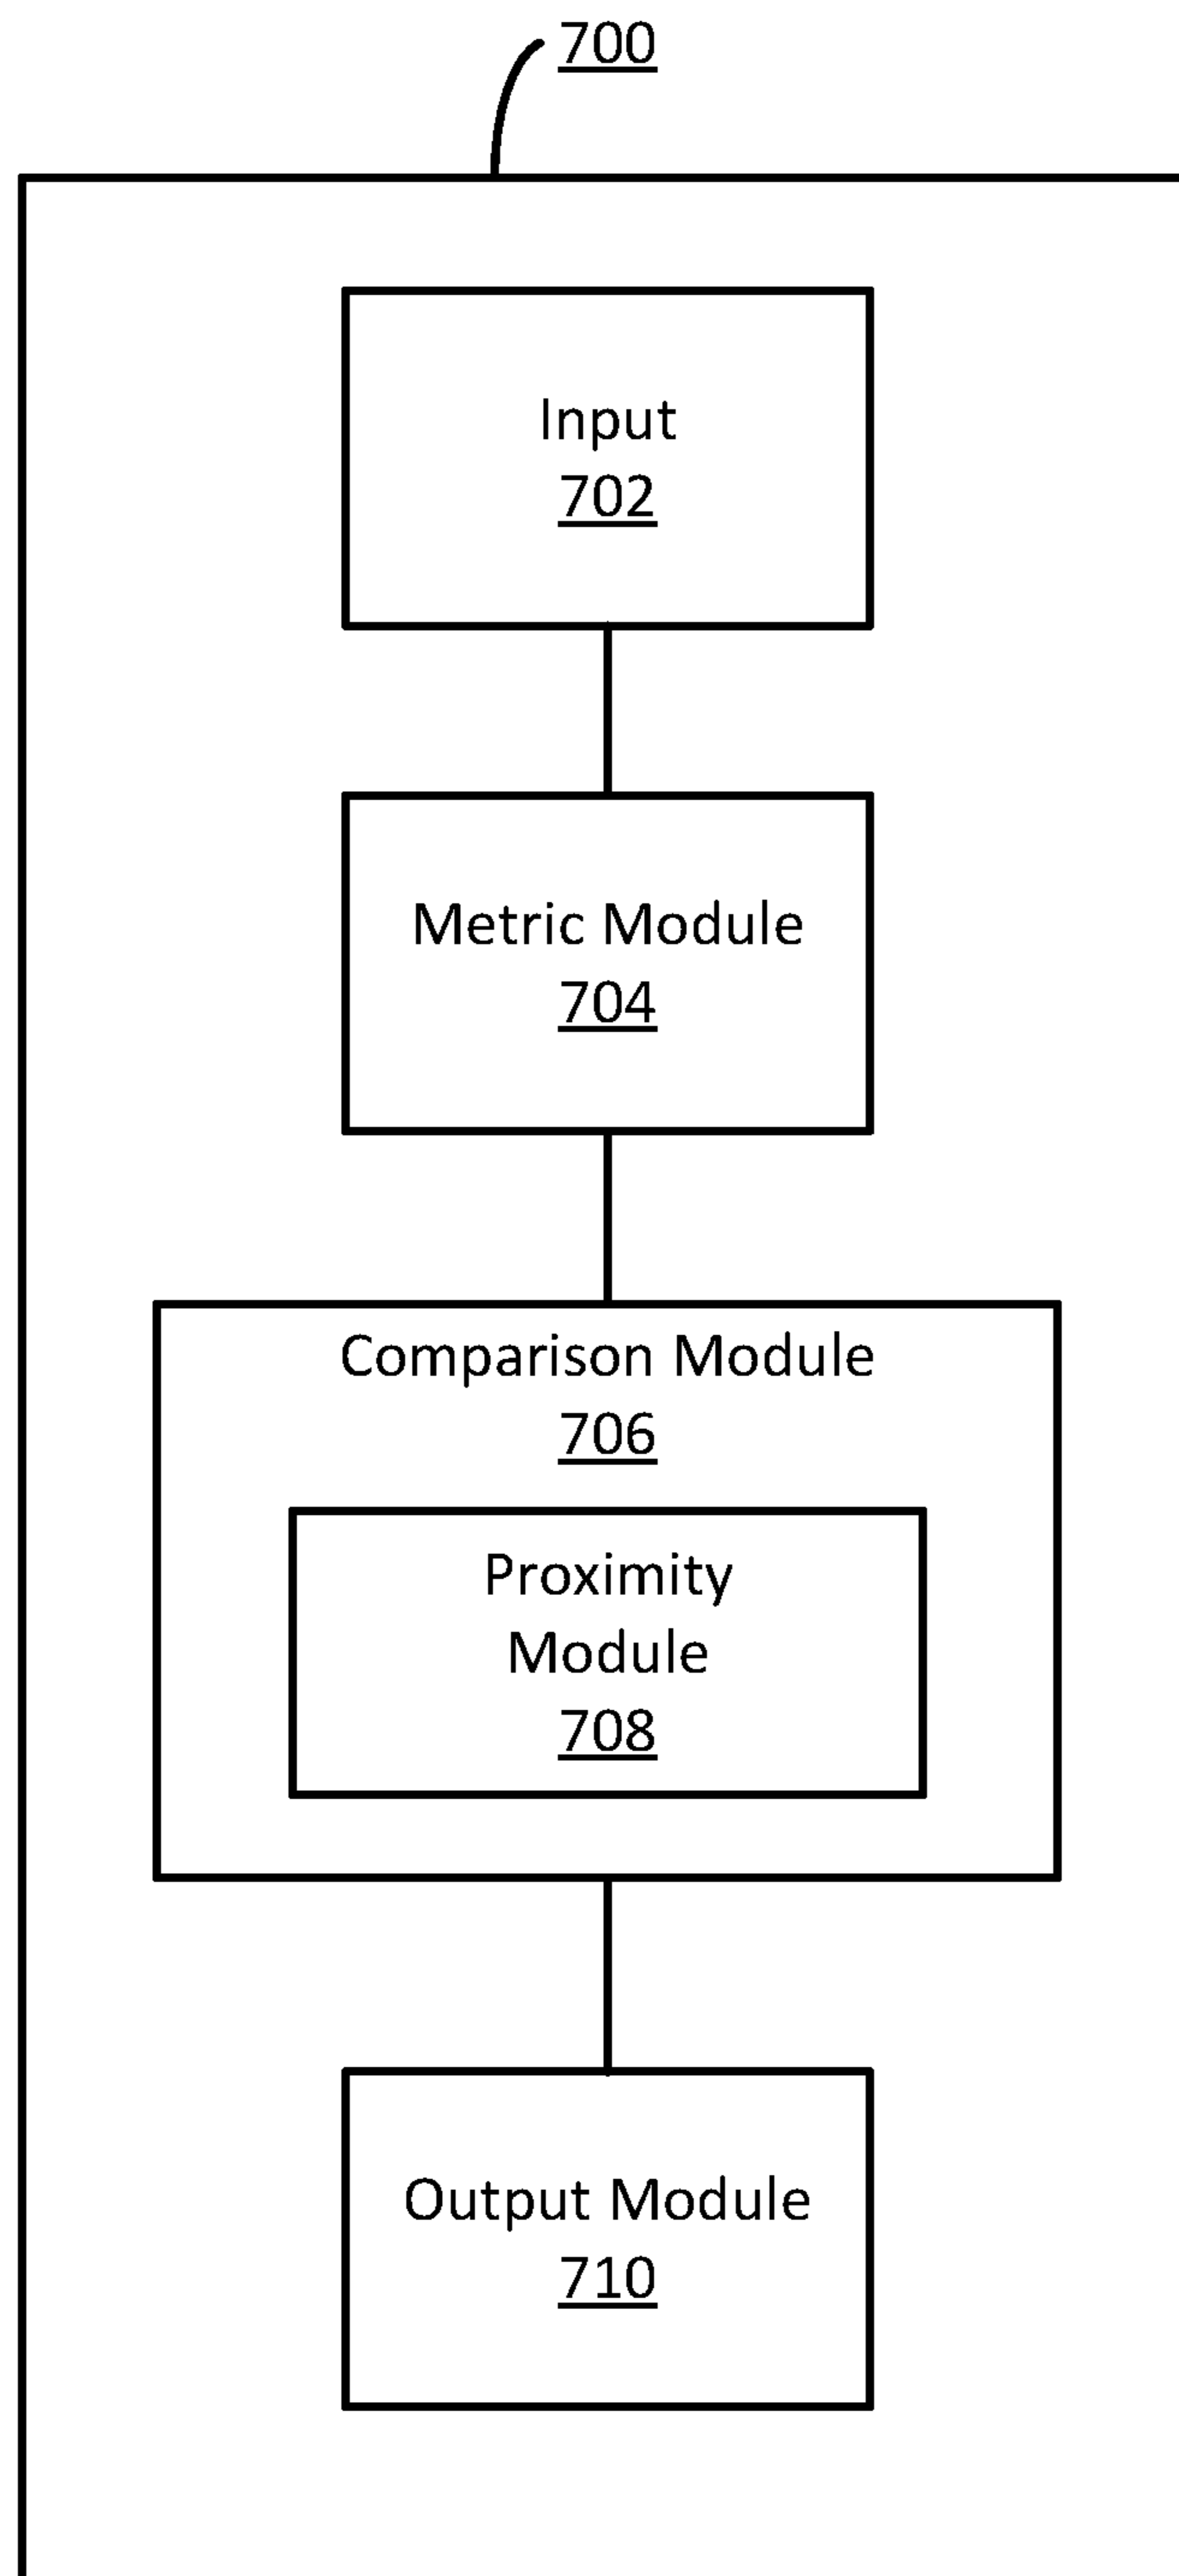 700
Input
702
Metric Module
704
Comparison Module
706
Proximity
Module
708
Output Module
710